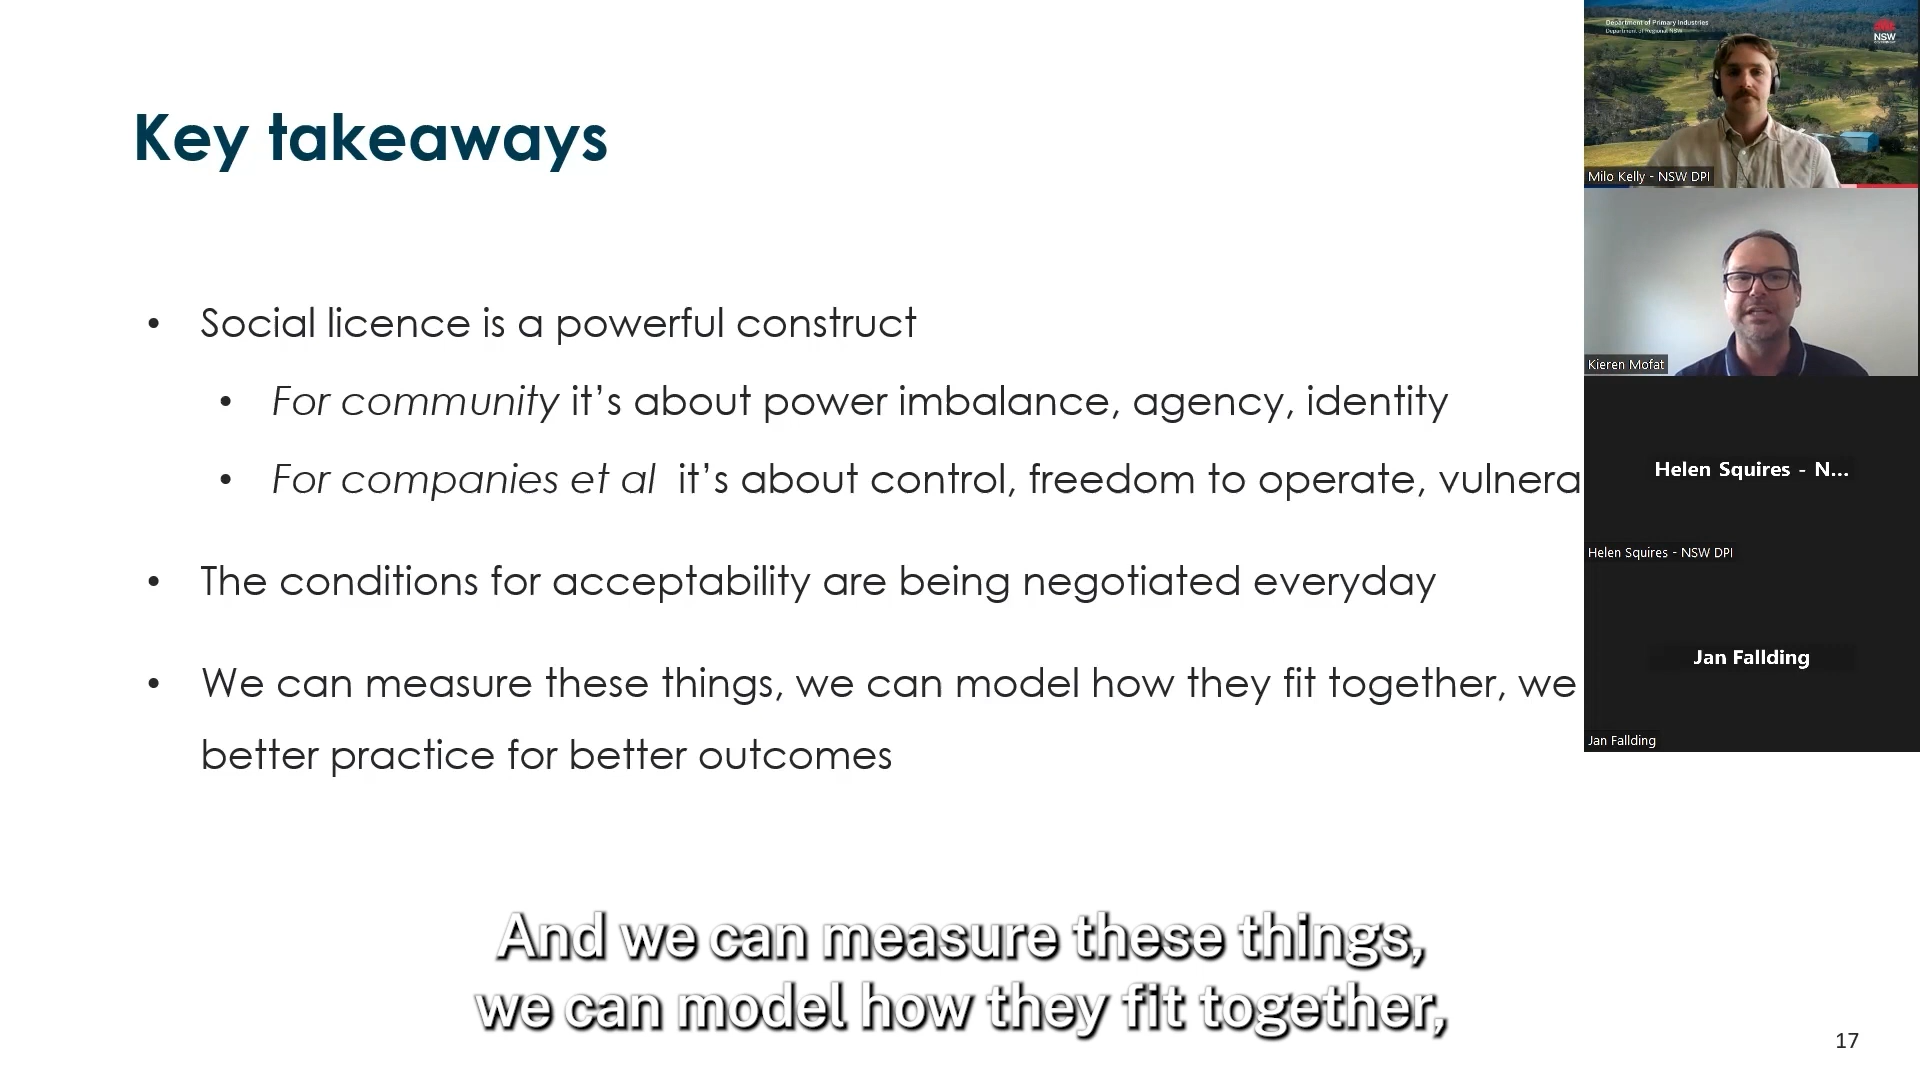 Key takeaways
• Social licence is a powerful construct
• For community it’s about power imbalance, agency, identity
• For companies et al it’s about control, freedom to operate, vulnera
• The conditions for acceptability are being negotiated everyday
• We can measure these things, we can model how they fit together, we
better practice for better outcomes
And we can measure these things,
we can model how they fit together,
17
Department of Primary Industries
Department of Regional NSW
NSW
Milo Kelly - NSW DPI
Kieren Mofat
Helen Squires - N...
Helen Squires - NSW DPI
Jan Fallding
Jan Fallding